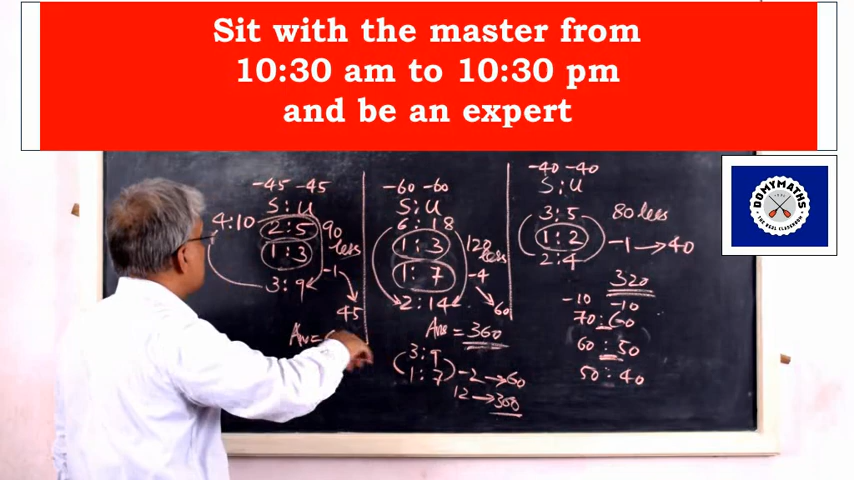 Sit with the master from
10:30 am to 10:30 pm
and be an expert
DOMYMATHS
THE REAL CLASSROOM
-45 -45
S:U
4:10
2:5
90
less
1:3
-1
3:9
45
Ans=
-60 -60
S:U
6:18
1:3
120
less
1:7
-4
2:14
60
Ans=360
3:9
1:7
-2→60
12→300
-40 -40
S:U
3:5
80 less
1:2
-1→40
2:4
320
-10 -10
70:60
60:50
50:40